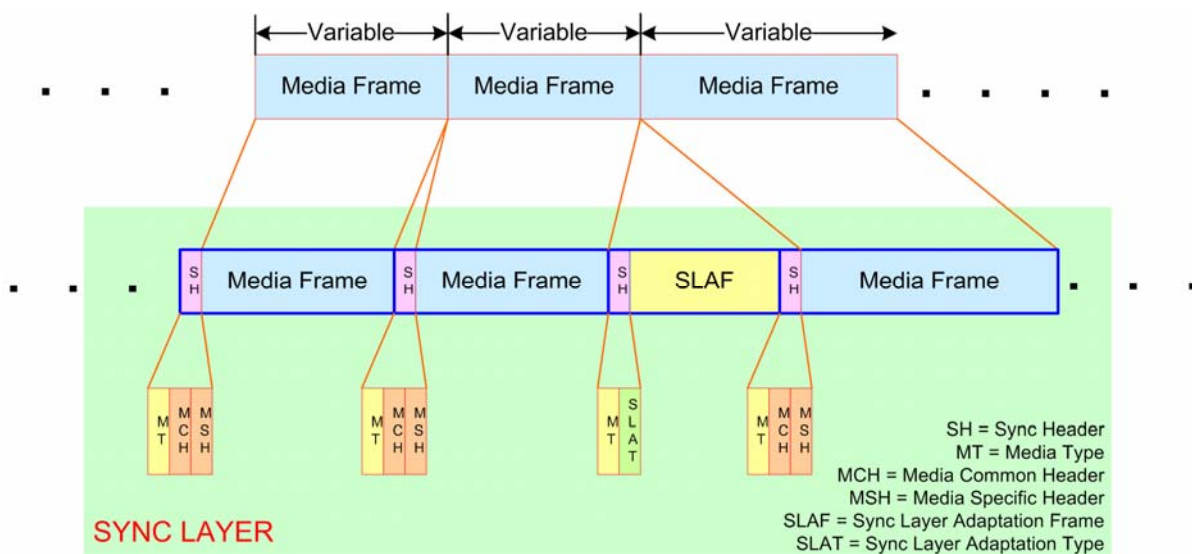 Variable Variable Variable
Media Frame Media Frame Media Frame
SH Media Frame SH Media Frame SH SLAF SH Media Frame
MT MCH MSH MT MCH MSH MT SLAT MT MCH MSH
SH = Sync Header
MT = Media Type
MCH = Media Common Header
MSH = Media Specific Header
SLAF = Sync Layer Adaptation Frame
SLAT = Sync Layer Adaptation Type
SYNC LAYER